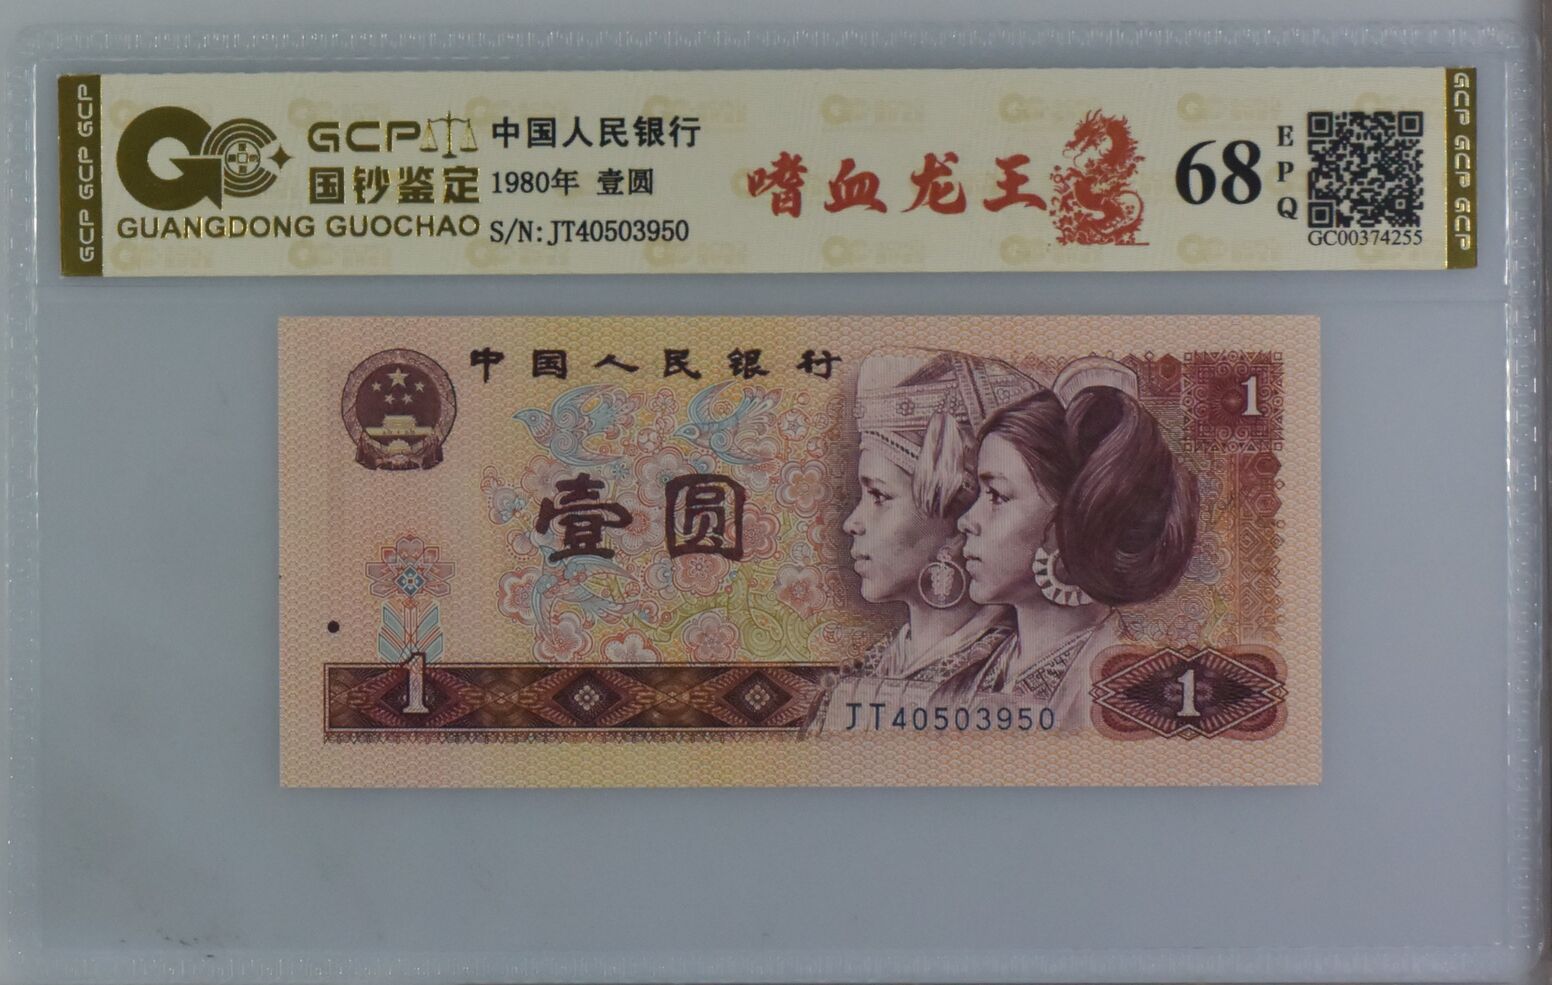 GCP GCP GCP
GCP
国钞鉴定
GUANGDONG GUOCHAO
中国人民银行
1980年 壹圆
S/N:JT40503950
嗜血龙王
68
EPQ
GC00374255
GCP GCP GCP
中国人民银行
1
壹圆
1
JT40503950
1